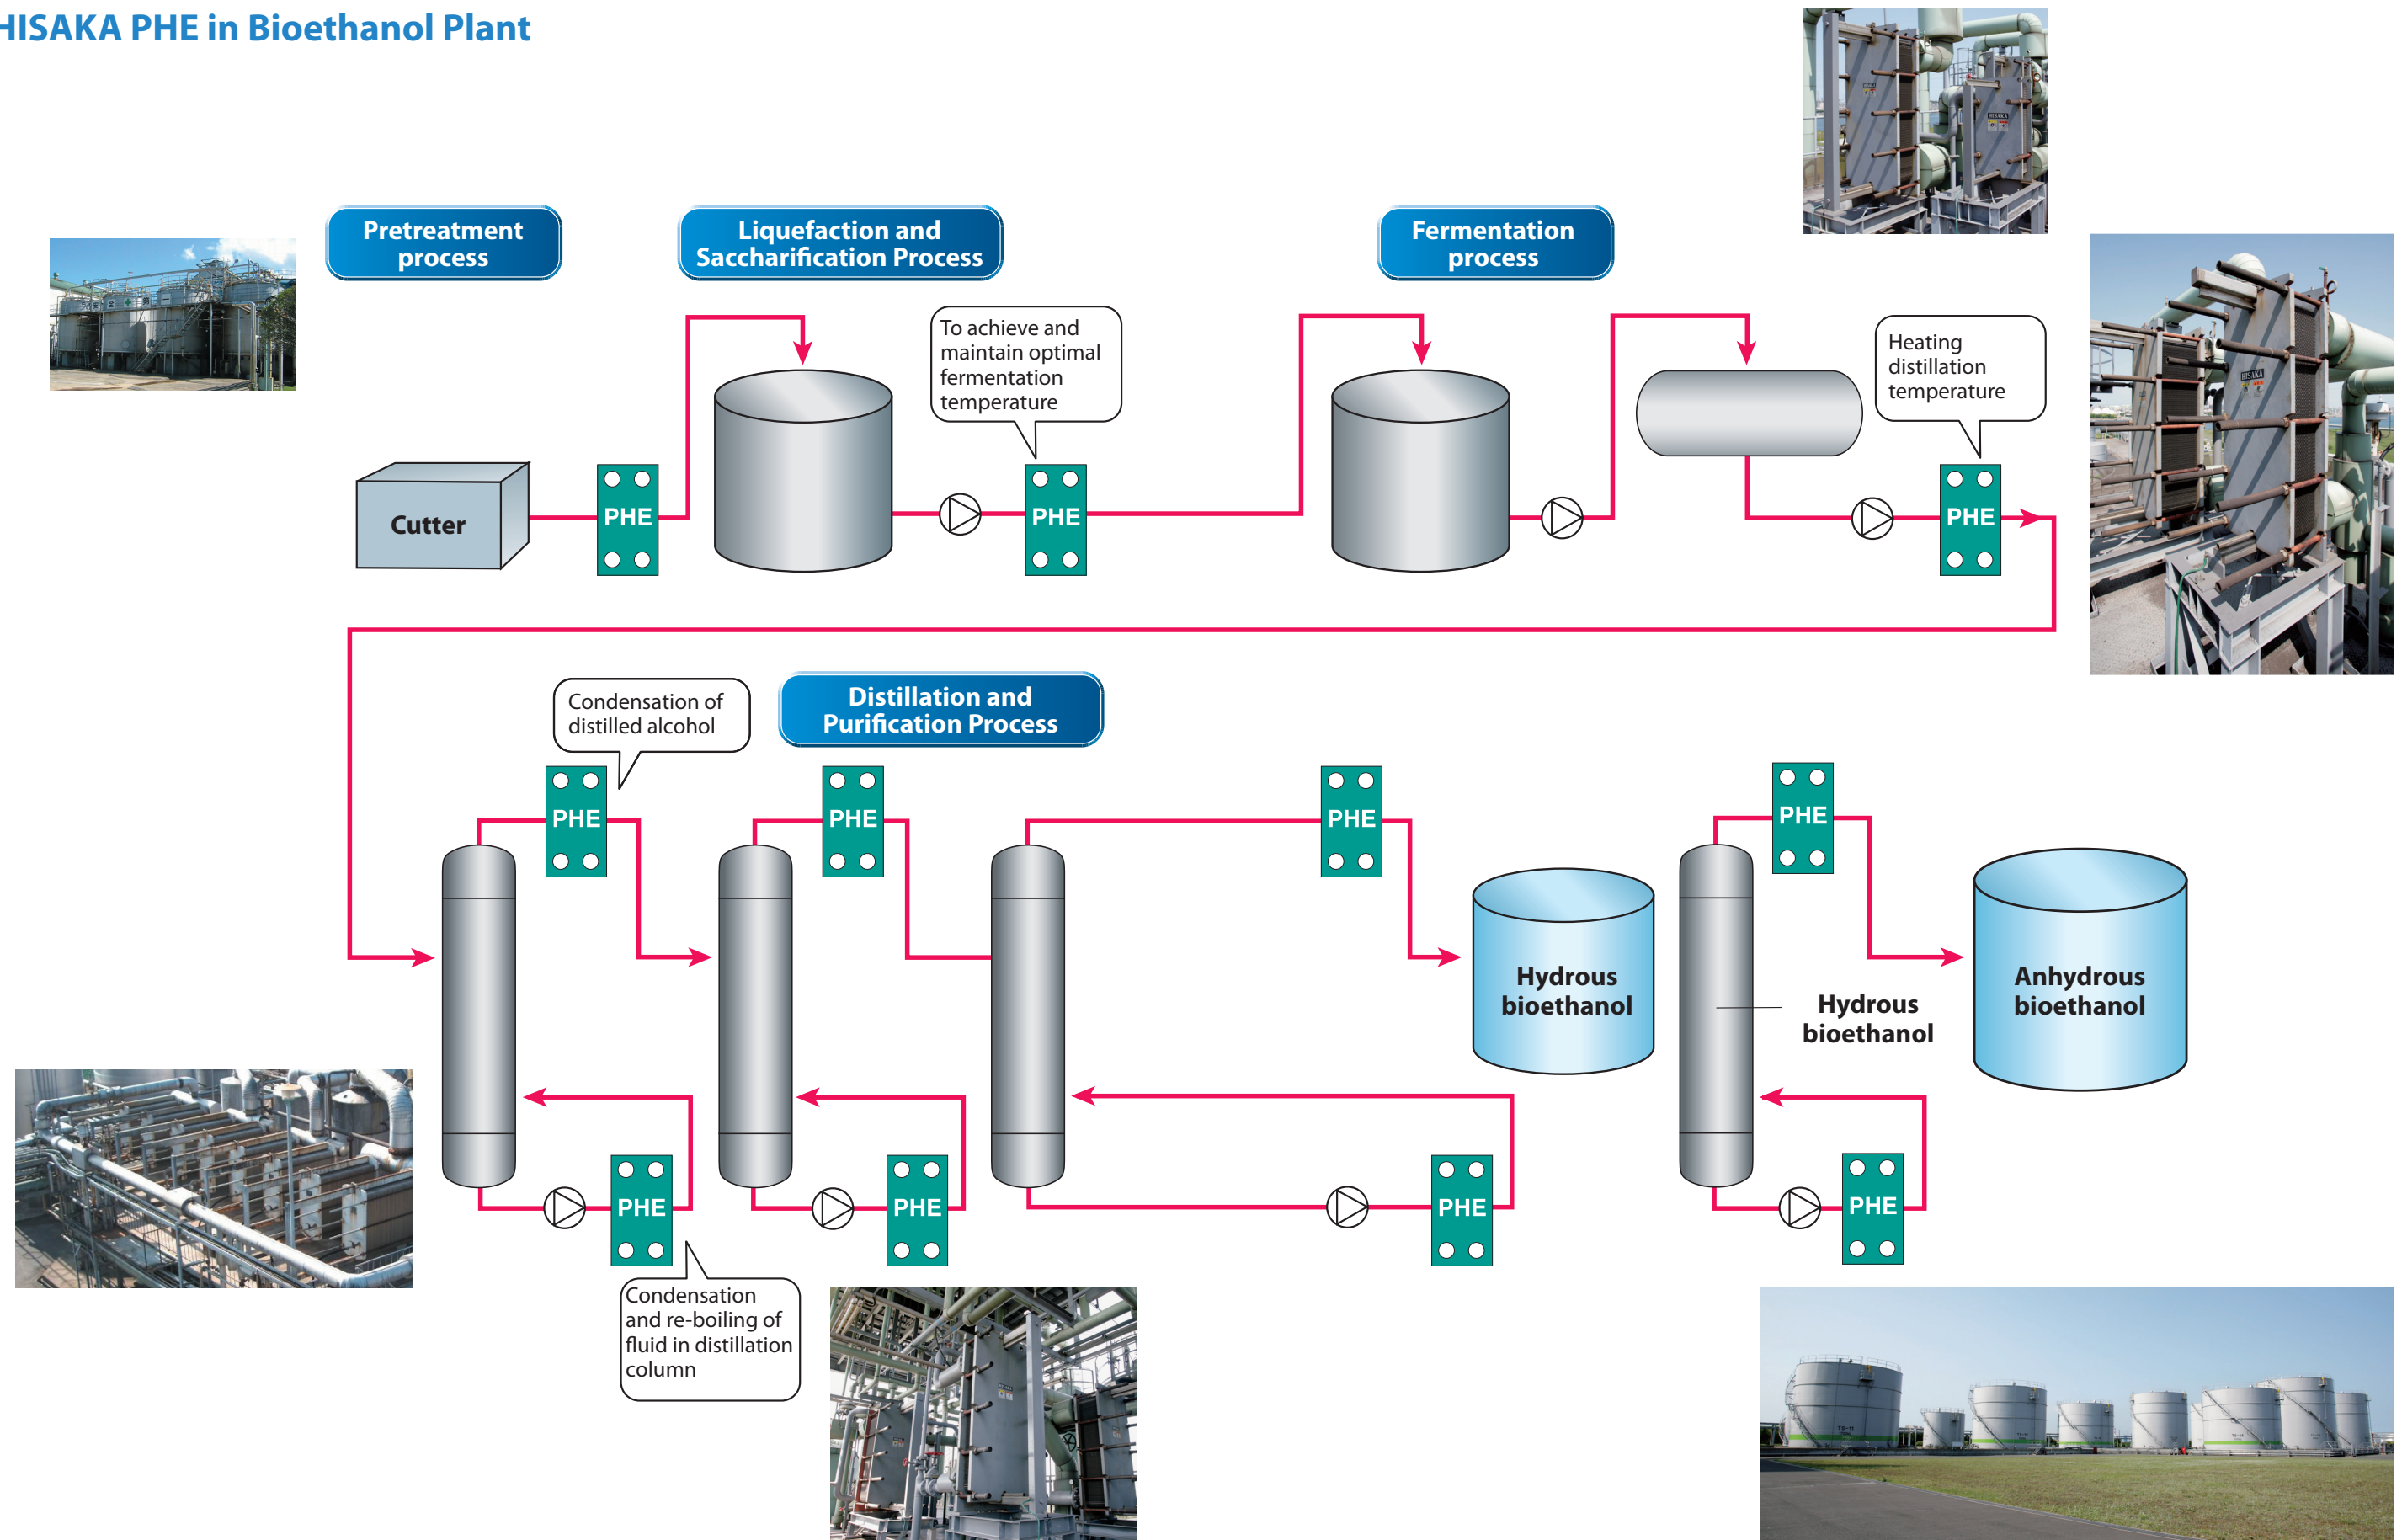 HISAKA PHE in Bioethanol Plant
Pretreatment
process
Liquefaction and
Saccharification Process
Fermentation
process
To achieve and
maintain optimal
fermentation
temperature
Heating
distillation
temperature
Cutter
PHE
PHE
PHE
Condensation of
distilled alcohol
Distillation and
Purification Process
PHE
PHE
PHE
PHE
Hydrous
bioethanol
Hydrous
bioethanol
Anhydrous
bioethanol
PHE
PHE
PHE
PHE
Condensation
and re-boiling of
fluid in distillation
column
HISAKA
HISAKA